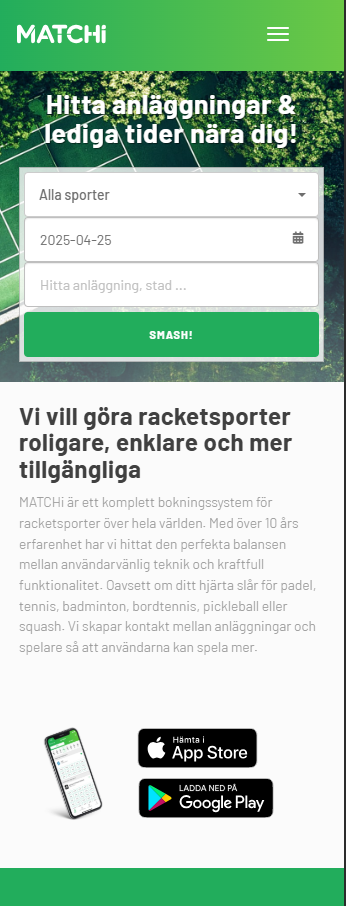 MATCHi
Hitta anläggningar &
lediga tider nära dig!
Alla sporter
2025-04-25
Hitta anläggning, stad ...
SMASH!
Vi vill göra racketsporter
roligare, enklare och mer
tillgängliga
MATCHi är ett komplett bokningssystem för
racketsporter över hela världen. Med över 10 års
erfarenhet har vi hittat den perfekta balansen
mellan användarvänlig teknik och kraftfull
funktionalitet. Oavsett om ditt hjärta slår för padel,
tennis, badminton, bordtennis, pickleball eller
squash. Vi skapar kontakt mellan anläggningar och
spelare så att användarna kan spela mer.
Hämta i
App Store
LADDA NED PÅ
Google Play